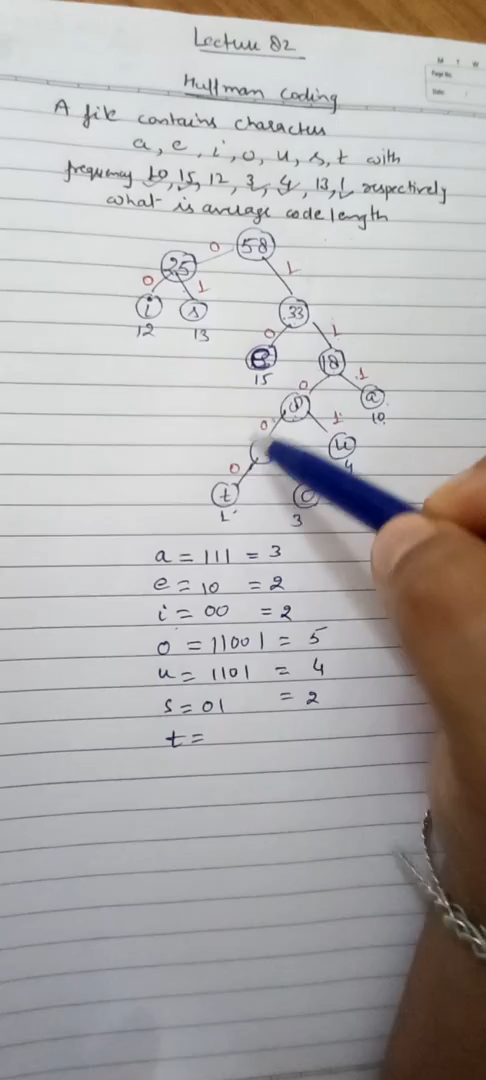 Lecture 82
M T W
Page No.
Date:
Huffman Coding
A file contains characters
a, e, i, o, u, s, t with
frequency 10, 15, 12, 3, 4, 13, 1 respectively
what is average code length
58
0
1
25
0
1
i
s
12
13
33
0
1
e
15
18
0
1
8
a
10
0
1
u
4
0
t
1
3
a = 111 = 3
e = 10 = 2
i = 00 = 2
o = 11001 = 5
u = 1101 = 4
s = 01 = 2
t =